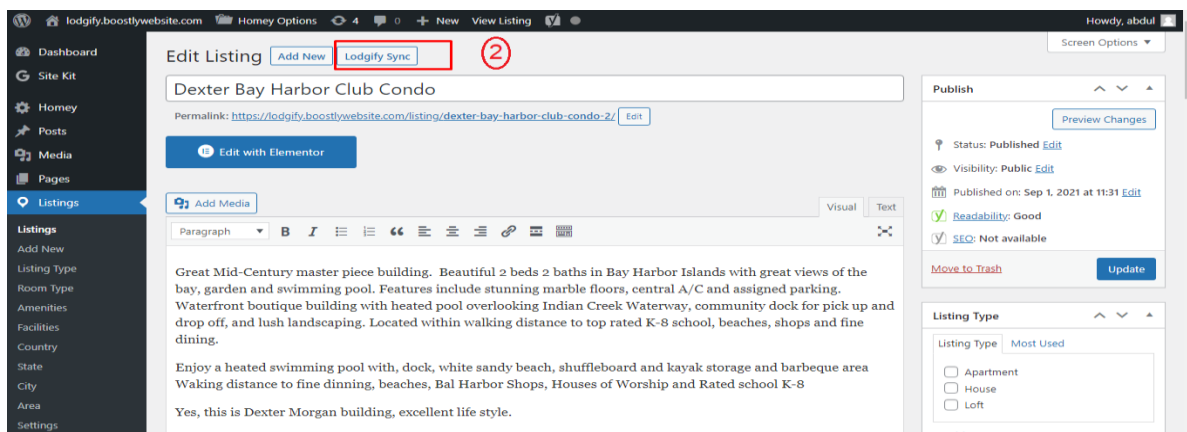 lodgify.boostlywebsite.com Homey Options 4 0 New View Listing Howdy, abdul
Screen Options
Dashboard
Site Kit
Homey
Posts
Media
Pages
Listings
Listings
Add New
Listing Type
Room Type
Amenities
Facilities
Country
State
City
Area
Settings
Edit Listing Add New Lodgify Sync 2
Dexter Bay Harbor Club Condo
Permalink: https://lodgify.boostlywebsite.com/listing/dexter-bay-harbor-club-condo-2/ Edit
Edit with Elementor
Add Media Visual Text
Paragraph B I
Great Mid-Century master piece building. Beautiful 2 beds 2 baths in Bay Harbor Islands with great views of the
bay, garden and swimming pool. Features include stunning marble floors, central A/C and assigned parking.
Waterfront boutique building with heated pool overlooking Indian Creek Waterway, community dock for pick up and
drop off, and lush landscaping. Located within walking distance to top rated K-8 school, beaches, shops and fine
dining.
Enjoy a heated swimming pool with, dock, white sandy beach, shuffleboard and kayak storage and barbeque area
Waking distance to fine dinning, beaches, Bal Harbor Shops, Houses of Worship and Rated school K-8
Yes, this is Dexter Morgan building, excellent life style.
Publish
Preview Changes
Status: Published Edit
Visibility: Public Edit
Published on: Sep 1, 2021 at 11:31 Edit
Readability: Good
SEO: Not available
Move to Trash Update
Listing Type
Listing Type Most Used
Apartment
House
Loft